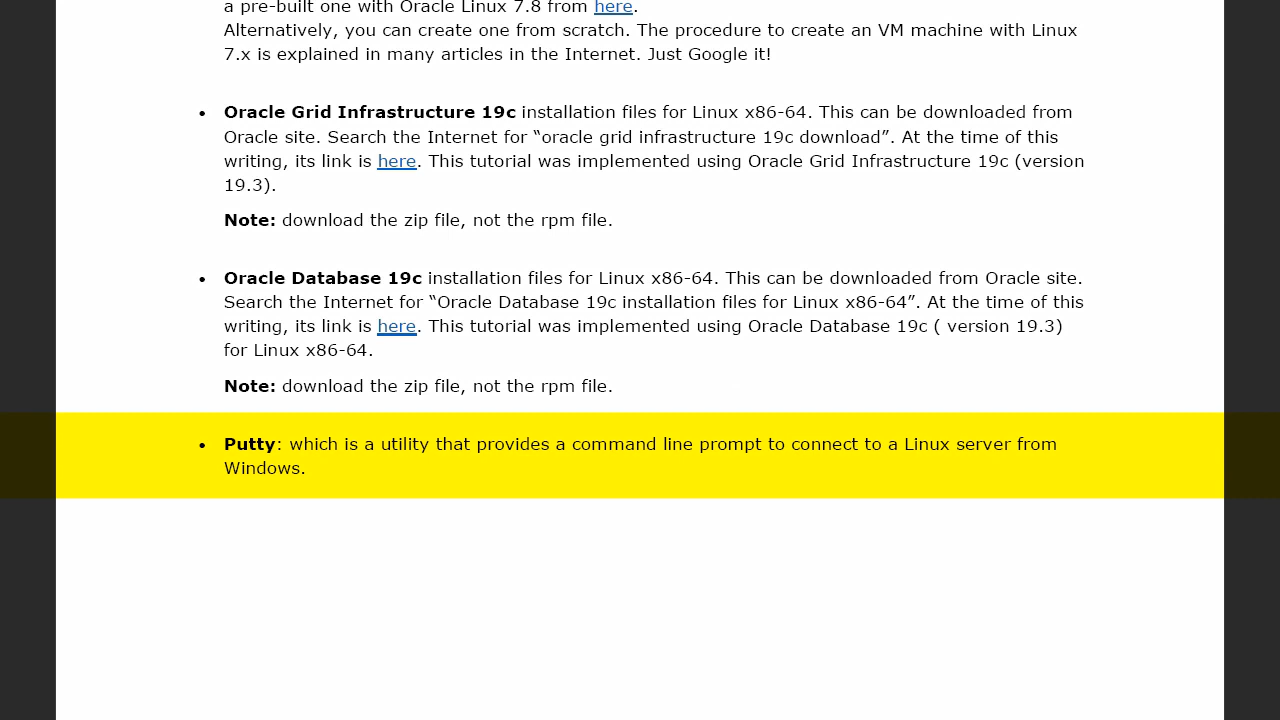 a pre-built one with Oracle Linux 7.8 from here.
Alternatively, you can create one from scratch. The procedure to create an VM machine with Linux
7.x is explained in many articles in the Internet. Just Google it!
• Oracle Grid Infrastructure 19c installation files for Linux x86-64. This can be downloaded from
Oracle site. Search the Internet for “oracle grid infrastructure 19c download”. At the time of this
writing, its link is here. This tutorial was implemented using Oracle Grid Infrastructure 19c (version
19.3).
Note: download the zip file, not the rpm file.
• Oracle Database 19c installation files for Linux x86-64. This can be downloaded from Oracle site.
Search the Internet for “Oracle Database 19c installation files for Linux x86-64”. At the time of this
writing, its link is here. This tutorial was implemented using Oracle Database 19c ( version 19.3)
for Linux x86-64.
Note: download the zip file, not the rpm file.
• Putty: which is a utility that provides a command line prompt to connect to a Linux server from
Windows.